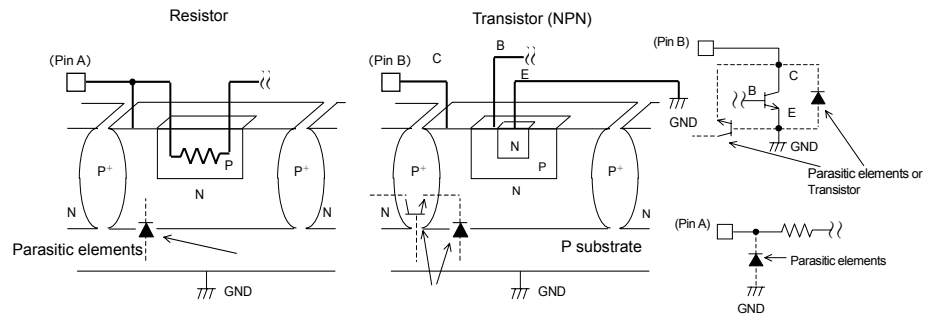 Resistor
Transistor (NPN)
(Pin A)
(Pin B)
C
B
E
(Pin B)
C
B
E
GND
GND
N
P
P+
P+
P+
P+
P
N
N
N
N
N
N
Parasitic elements or
Transistor
Parasitic elements
P substrate
(Pin A)
Parasitic elements
GND
GND
GND